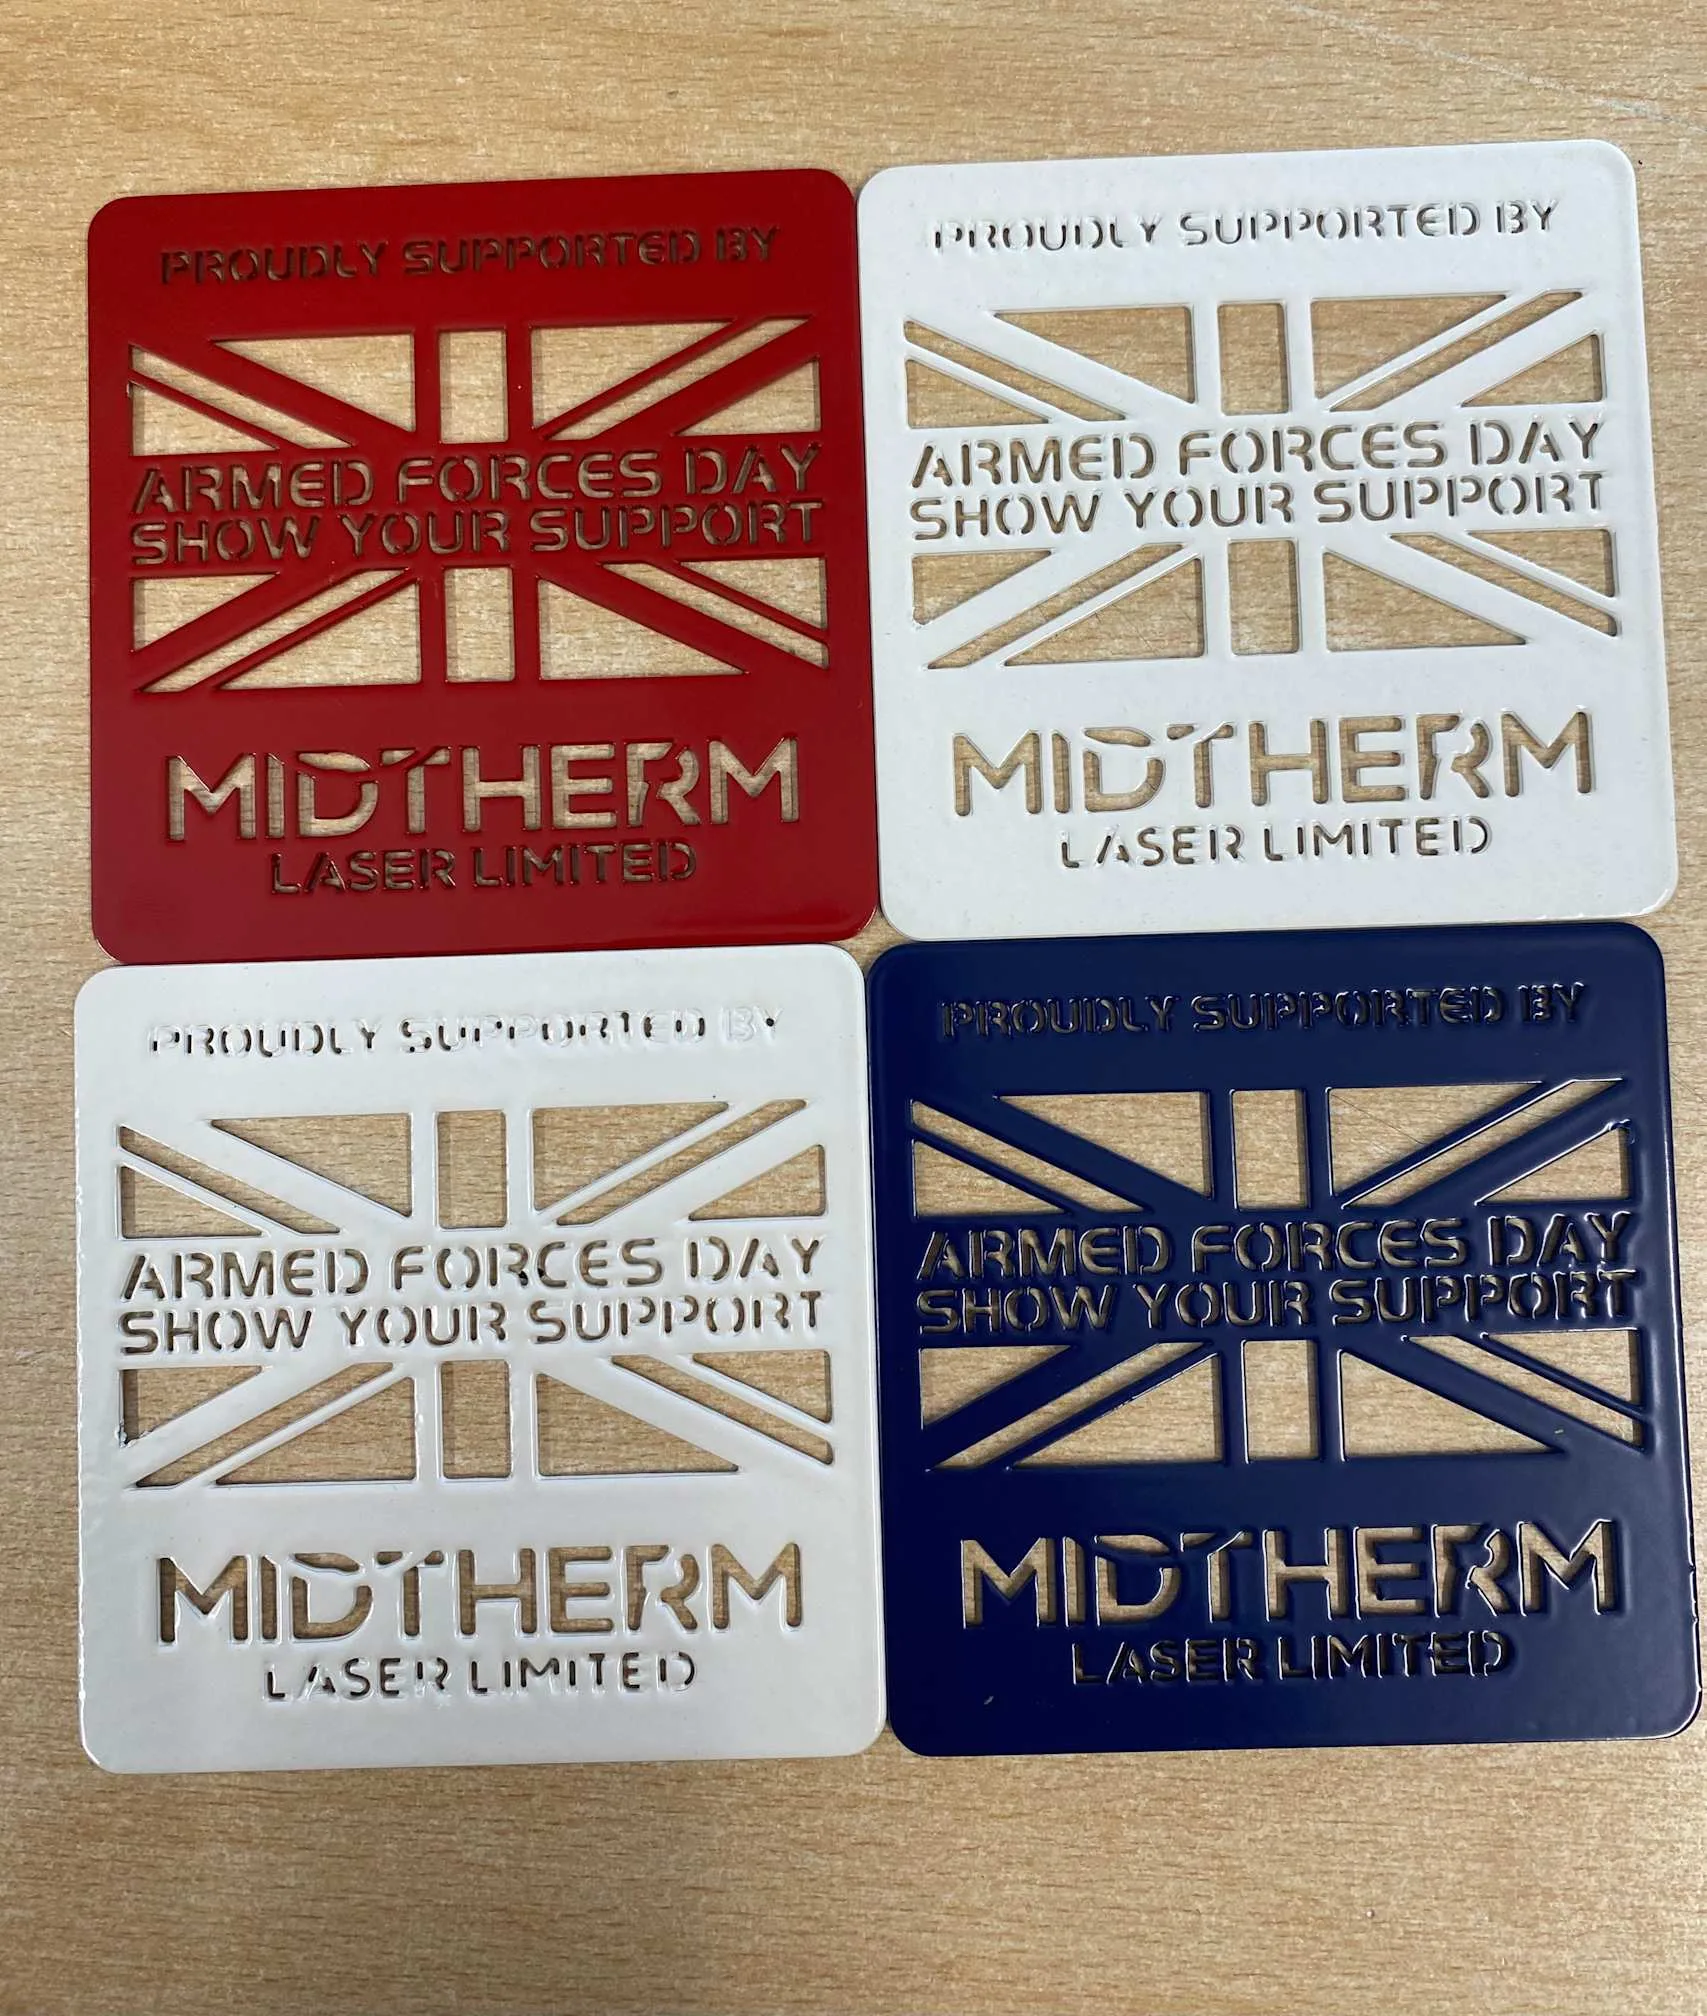 PROUDLY SUPPORTED BY
ARMED FORCES DAY
SHOW YOUR SUPPORT
MIDTHERM
LASER LIMITED
PROUDLY SUPPORTED BY
ARMED FORCES DAY
SHOW YOUR SUPPORT
MIDTHERM
LASER LIMITED
PROUDLY SUPPORTED BY
ARMED FORCES DAY
SHOW YOUR SUPPORT
MIDTHERM
LASER LIMITED
PROUDLY SUPPORTED BY
ARMED FORCES DAY
SHOW YOUR SUPPORT
MIDTHERM
LASER LIMITED